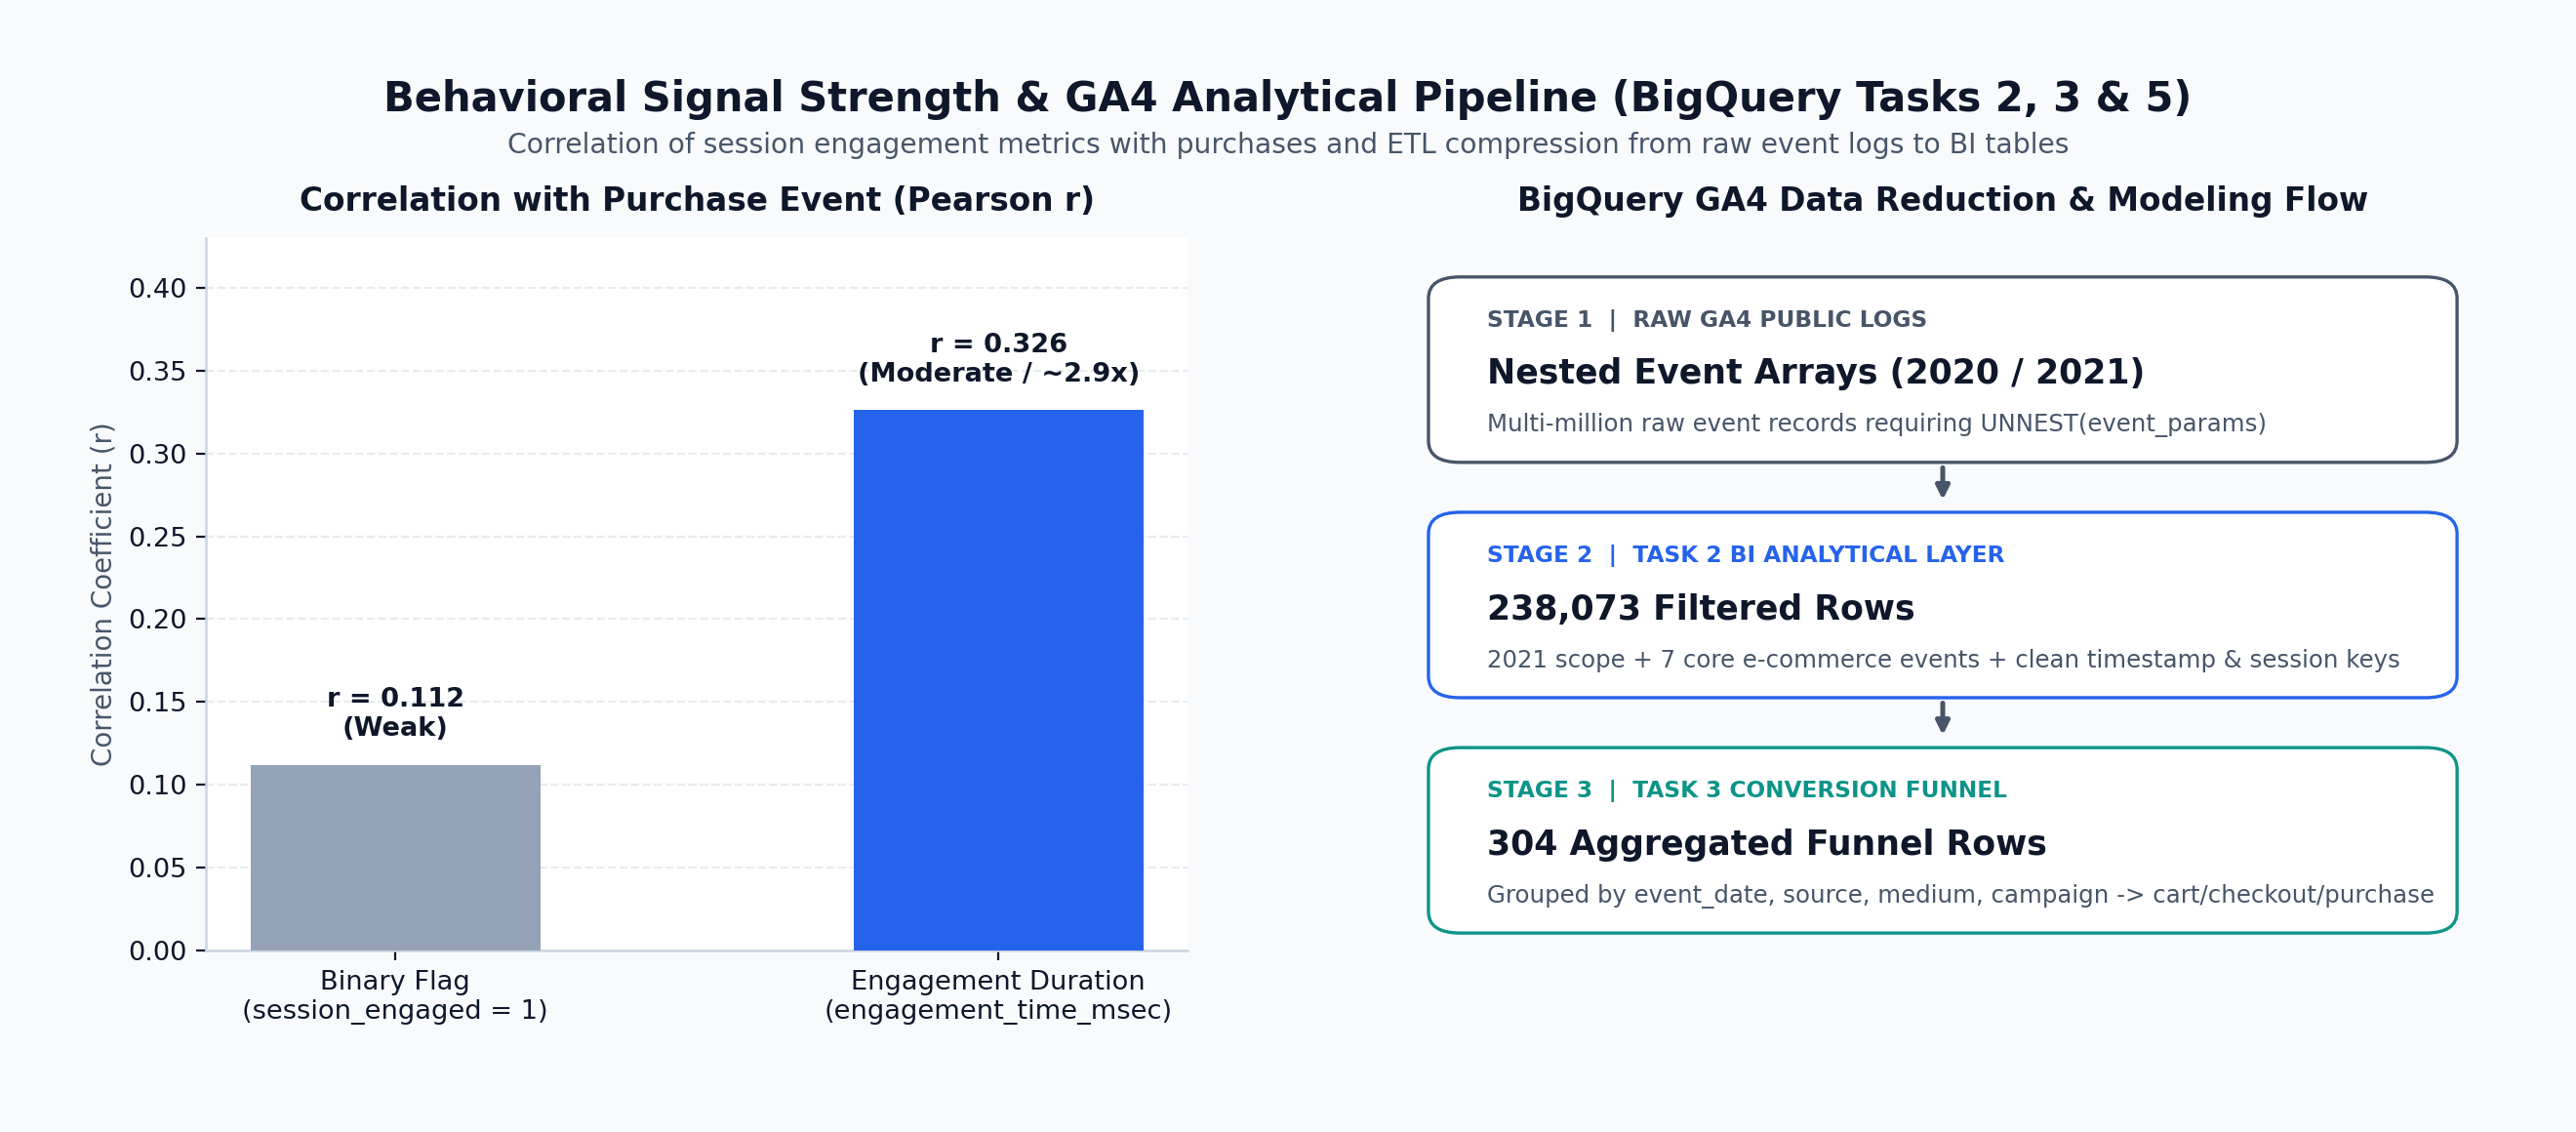 Behavioral Signal Strength & GA4 Analytical Pipeline (BigQuery Tasks 2, 3 & 5)
Correlation of session engagement metrics with purchases and ETL compression from raw event logs to BI tables
Correlation with Purchase Event (Pearson r)
Correlation Coefficient (r)
0.40
0.35
0.30
0.25
0.20
0.15
0.10
0.05
0.00
r = 0.112
(Weak)
r = 0.326
(Moderate / ~2.9x)
Binary Flag
(session_engaged = 1)
Engagement Duration
(engagement_time_msec)
BigQuery GA4 Data Reduction & Modeling Flow
STAGE 1 | RAW GA4 PUBLIC LOGS
Nested Event Arrays (2020 / 2021)
Multi-million raw event records requiring UNNEST(event_params)
STAGE 2 | TASK 2 BI ANALYTICAL LAYER
238,073 Filtered Rows
2021 scope + 7 core e-commerce events + clean timestamp & session keys
STAGE 3 | TASK 3 CONVERSION FUNNEL
304 Aggregated Funnel Rows
Grouped by event_date, source, medium, campaign -> cart/checkout/purchase